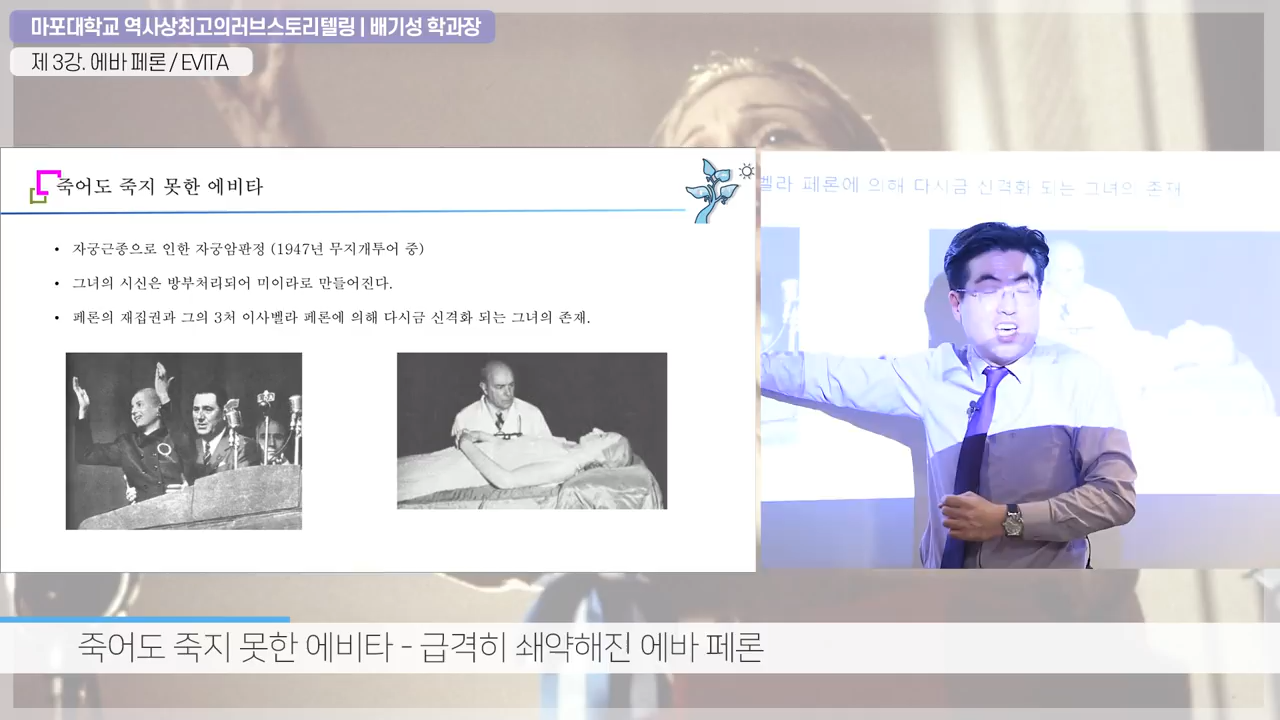 마포대학교 역사상최고의러브스토리텔링 | 배기성 학과장
제 3강. 에바 페론 / EVITA
죽어도 죽지 못한 에비타
• 자궁근종으로 인한 자궁암판정 (1947년 무지개투어 중)
• 그녀의 시신은 방부처리되어 미이라로 만들어진다.
• 페론의 재집권과 그의 3처 이사벨라 페론에 의해 다시금 신격화 되는 그녀의 존재.
벨라 페론에 의해 다시금 신격화 되는 그녀의 존재
죽어도 죽지 못한 에비타 - 급격히 쇄약해진 에바 페론